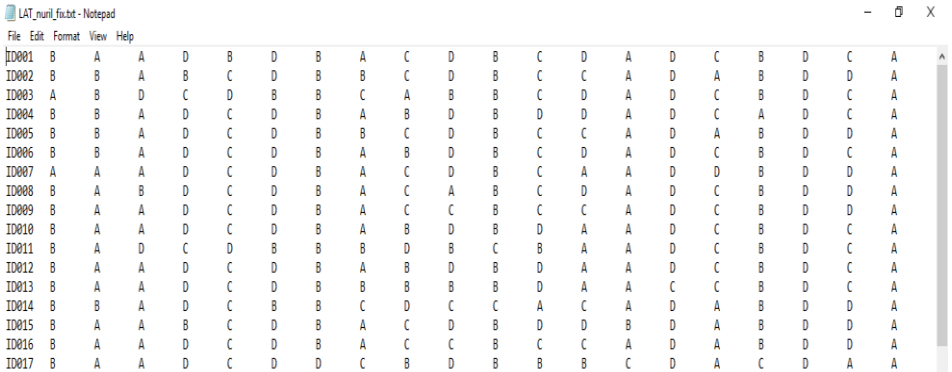 LAT_nuril_fix.txt - Notepad
File Edit Format View Help
ID001 B A A D B D B A C D B C D A D C B D C A
ID002 B B A B C D B B C D B C C A D A B D D A
ID003 A B D C D B B C A B B C D A D C B D C A
ID004 B B A D C D B A B D B D D A D C A D C A
ID005 B B A D C D B B C D B C C A D A B D D A
ID006 B B A D C D B A B D B C D A D C B D C A
ID007 A A A D C D B A C D B C A A D D B D D A
ID008 B A B D C D B A C A B C D A D C B D D A
ID009 B A A D C D B A C C B C C A D C B D D A
ID010 B A A D C D B A B D B D A A D C B D C A
ID011 B A D C D B B B D B C B A A D C B D C A
ID012 B A A D C D B A B D B D A A D C B D C A
ID013 B A A D C D B B B B B D A A C C B D C A
ID014 B B A D C B B C D C C A C A D A B D D A
ID015 B A A B C D B A C D B D D B D A B D D A
ID016 B A A D C D B A C C B C C A D A B D D A
ID017 B A A D C D D C B D B B B C D A C D A A